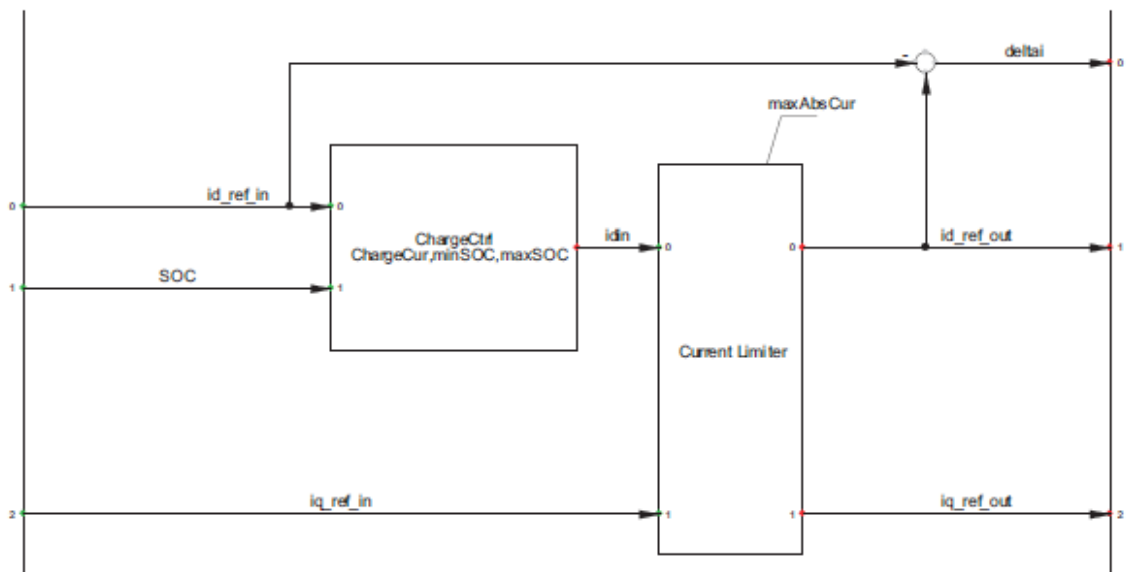 - deltai
0
maxAbsCur
id_ref_in
0 0
ChargeCtrl
ChargeCur,minSOC,maxSOC
idin
0 0
id_ref_out
1
SOC
1 1
Current Limiter
iq_ref_in
2 1 1
iq_ref_out
2